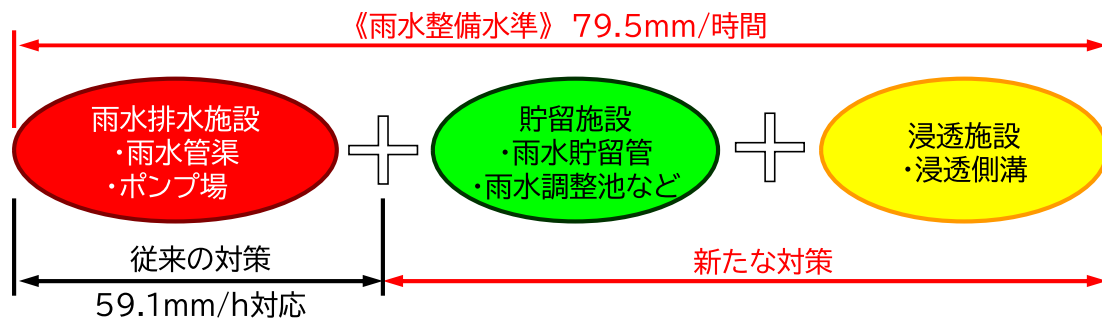 《雨水整備水準》 79.5mm/時間
雨水排水施設
・雨水管渠
・ポンプ場
貯留施設
・雨水貯留管
・雨水調整池など
浸透施設
・浸透側溝
従来の対策
59.1mm/h対応
新たな対策